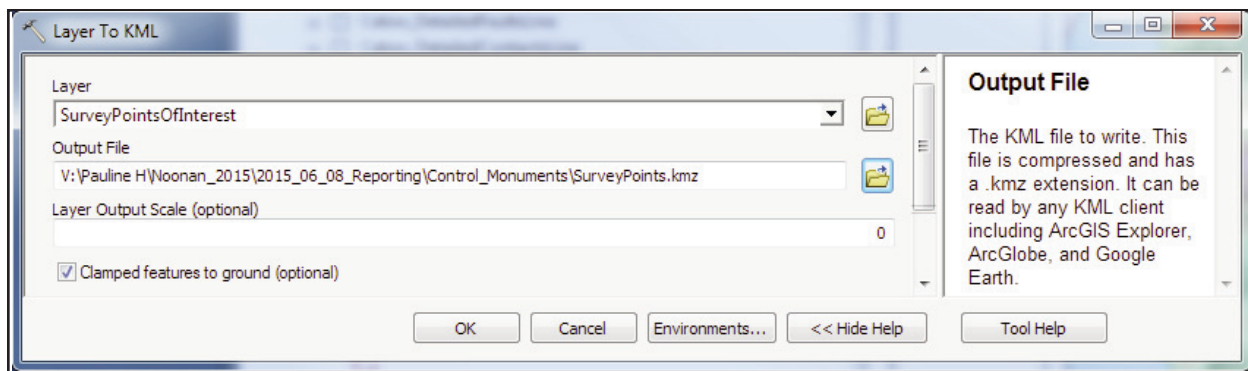 Layer To KML
Layer
SurveyPointsOfInterest
Output File
V:\Pauline H\Noonan_2015\2015_06_08_Reporting\Control_Monuments\SurveyPoints.kmz
Layer Output Scale (optional)
0
Clamped features to ground (optional)
OK
Cancel
Environments...
<< Hide Help
Output File
The KML file to write. This
file is compressed and has
a .kmz extension. It can be
read by any KML client
including ArcGIS Explorer,
ArcGlobe, and Google
Earth.
Tool Help